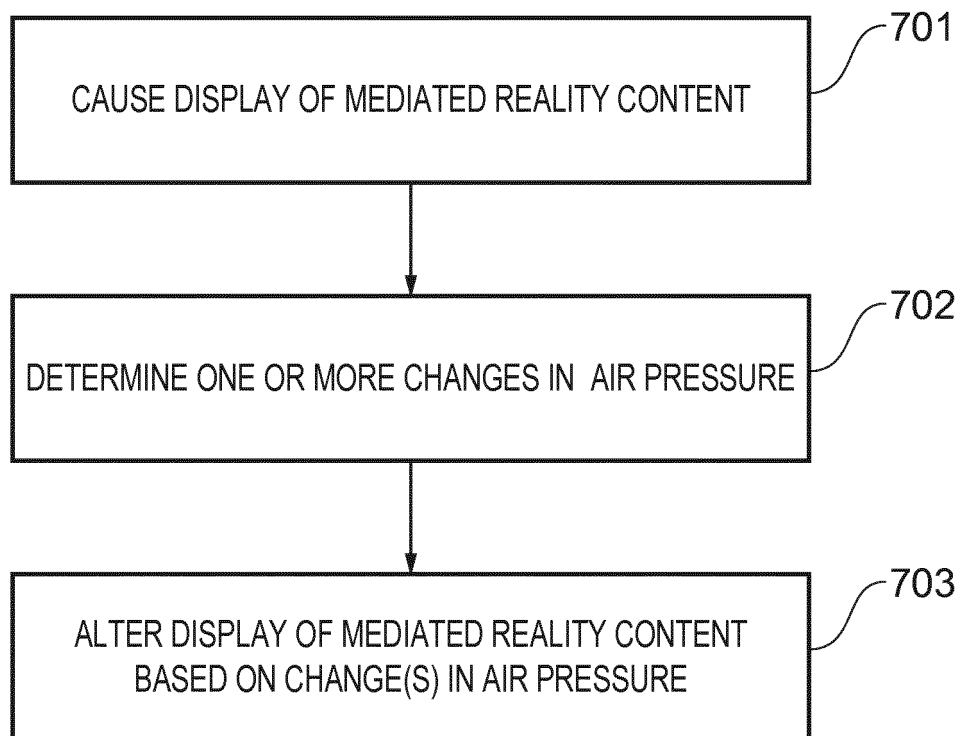 701
CAUSE DISPLAY OF MEDIATED REALITY CONTENT
702
DETERMINE ONE OR MORE CHANGES IN AIR PRESSURE
703
ALTER DISPLAY OF MEDIATED REALITY CONTENT
BASED ON CHANGE(S) IN AIR PRESSURE